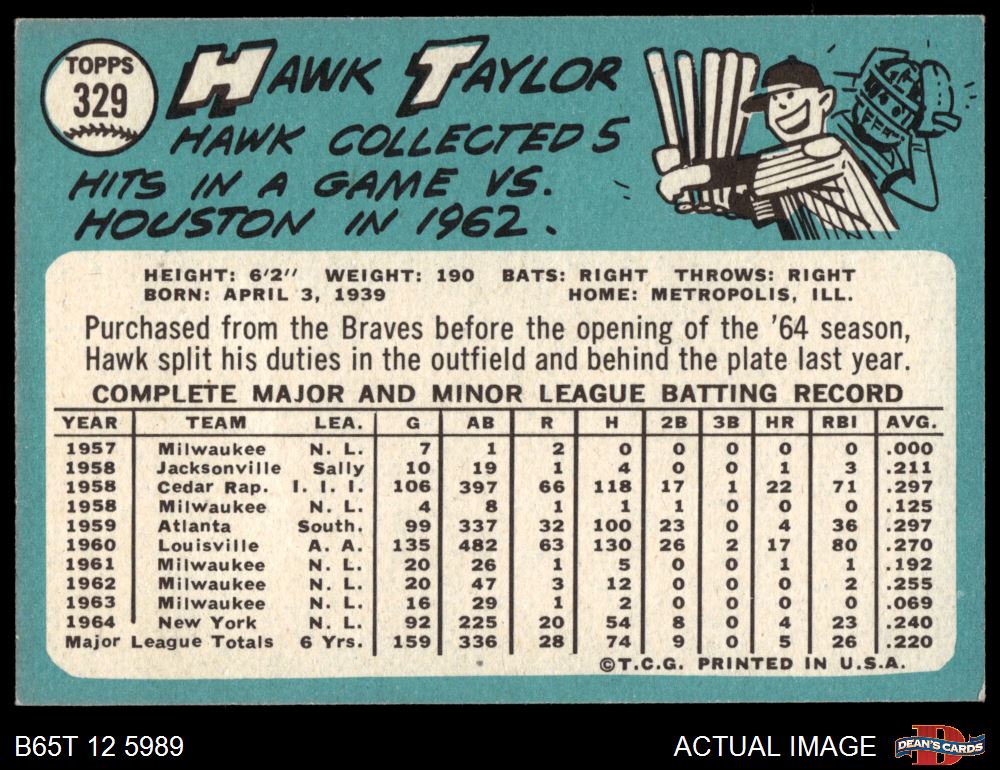 TOPPS
329
HAWK TAYLOR
HAWK COLLECTED 5
HITS IN A GAME VS.
HOUSTON IN 1962.
HEIGHT: 6'2" WEIGHT: 190 BATS: RIGHT THROWS: RIGHT
BORN: APRIL 3, 1939 HOME: METROPOLIS, ILL.
Purchased from the Braves before the opening of the '64 season,
Hawk split his duties in the outfield and behind the plate last year.
COMPLETE MAJOR AND MINOR LEAGUE BATTING RECORD
YEAR TEAM LEA. G AB R H 2B 3B HR RBI AVG.
1957 Milwaukee N. L. 7 1 2 0 0 0 0 0 .000
1958 Jacksonville Sally 10 19 1 4 0 0 1 3 .211
1958 Cedar Rap. I. I. I. 106 397 66 118 17 1 22 71 .297
1958 Milwaukee N. L. 4 8 1 1 1 0 0 0 .125
1959 Atlanta South. 99 337 32 100 23 0 4 36 .297
1960 Louisville A. A. 135 482 63 130 26 2 17 80 .270
1961 Milwaukee N. L. 20 26 1 5 0 0 1 1 .192
1962 Milwaukee N. L. 20 47 3 12 0 0 0 2 .255
1963 Milwaukee N. L. 16 29 1 2 0 0 0 0 .069
1964 New York N. L. 92 225 20 54 8 0 4 23 .240
Major League Totals 6 Yrs. 159 336 28 74 9 0 5 26 .220
©T.C.G. PRINTED IN U.S.A.
B65T 12 5989 ACTUAL IMAGE
D
DEAN'S CARDS